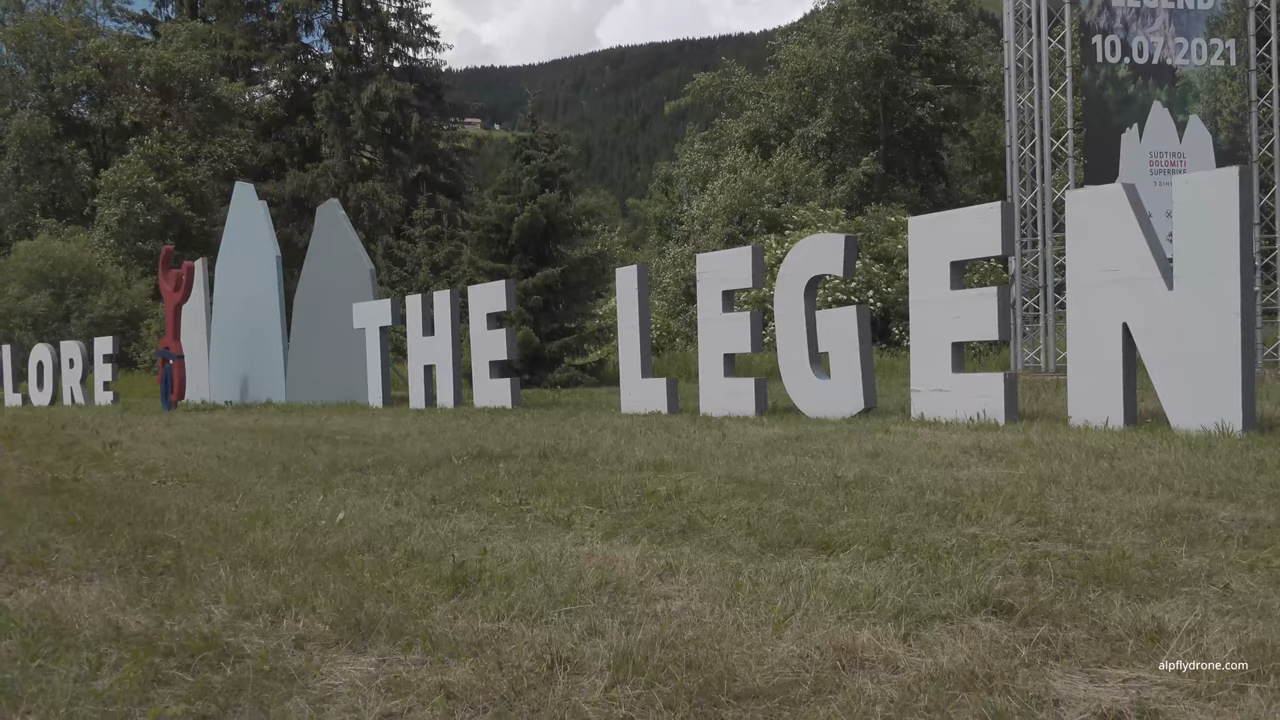 LEGEND
10.07.2021
SÜDTIROL
DOLOMITI
SUPERBIKE
LORE THE LEGEN
alpflydrone.com